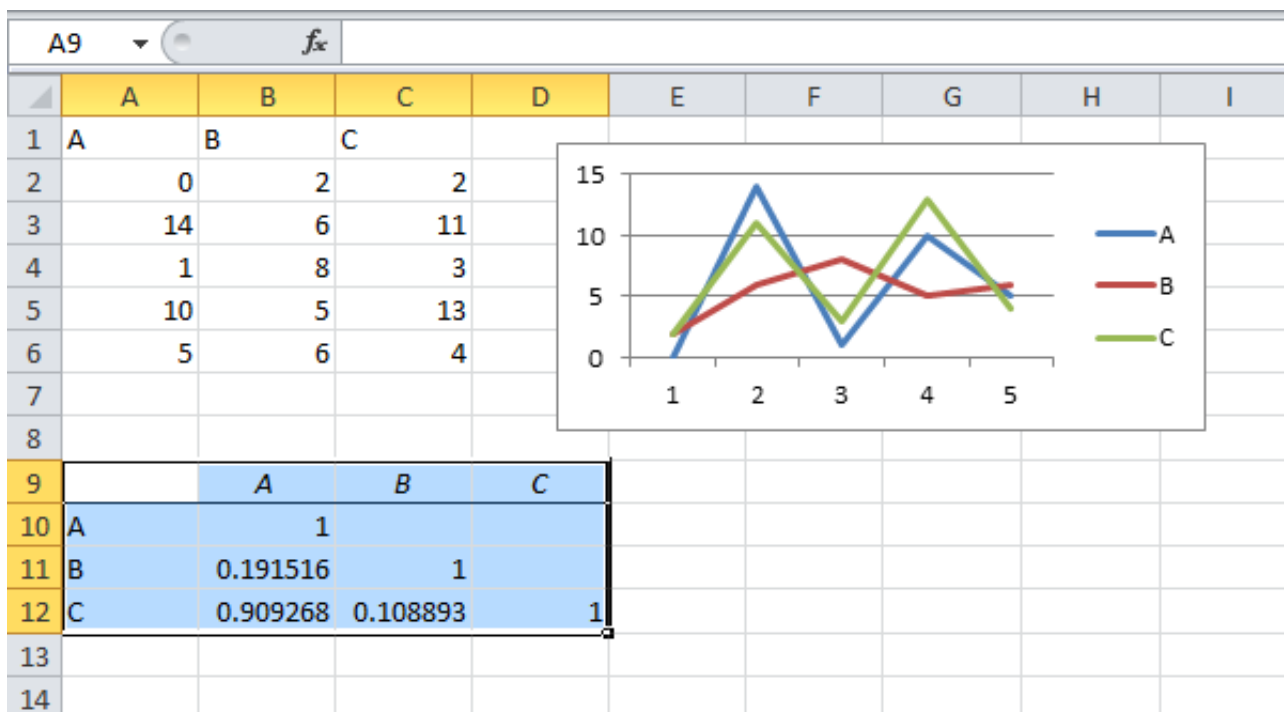 A9 fx
A B C D E F G H I
1 A B C
2 0 2 2
3 14 6 11
4 1 8 3
5 10 5 13
6 5 6 4
7
8
15
10
5
0
1 2 3 4 5
A
B
C
9 A B C
10 A 1
11 B 0.191516 1
12 C 0.909268 0.108893 1
13
14